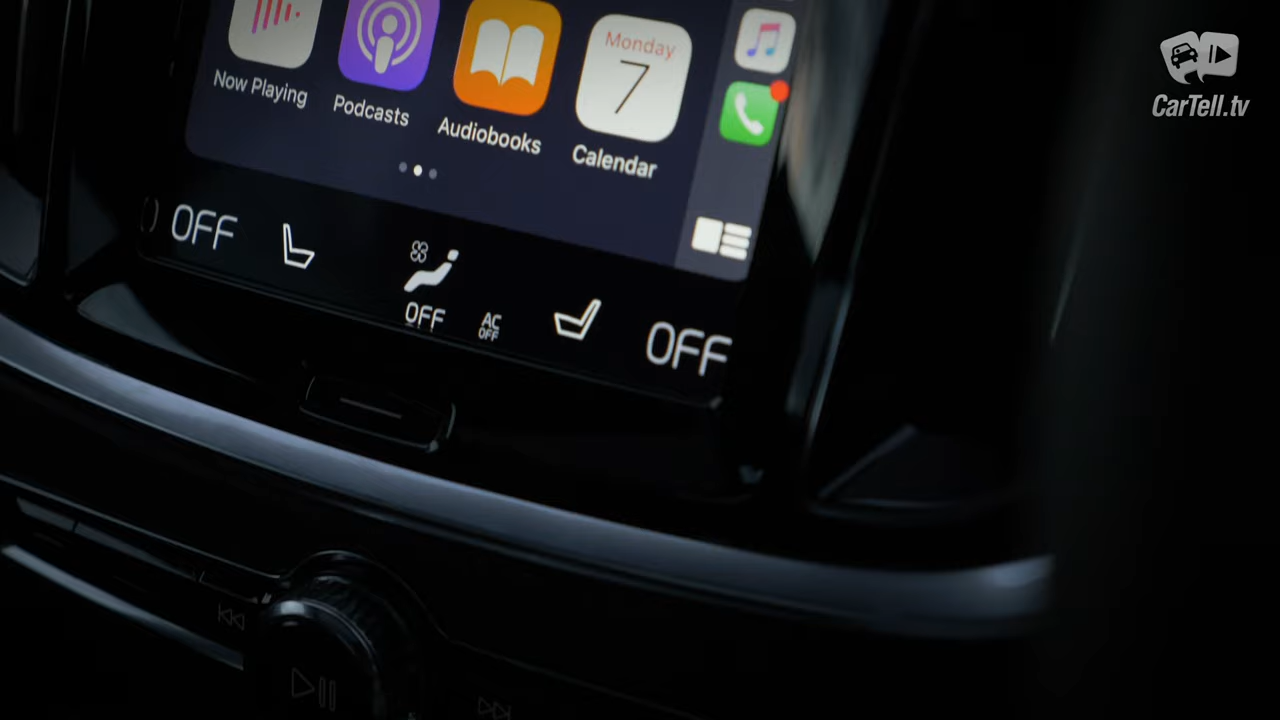 CarTell.tv
Now Playing
Podcasts
Audiobooks
Monday
7
Calendar
OFF
OFF
AC
OFF
OFF